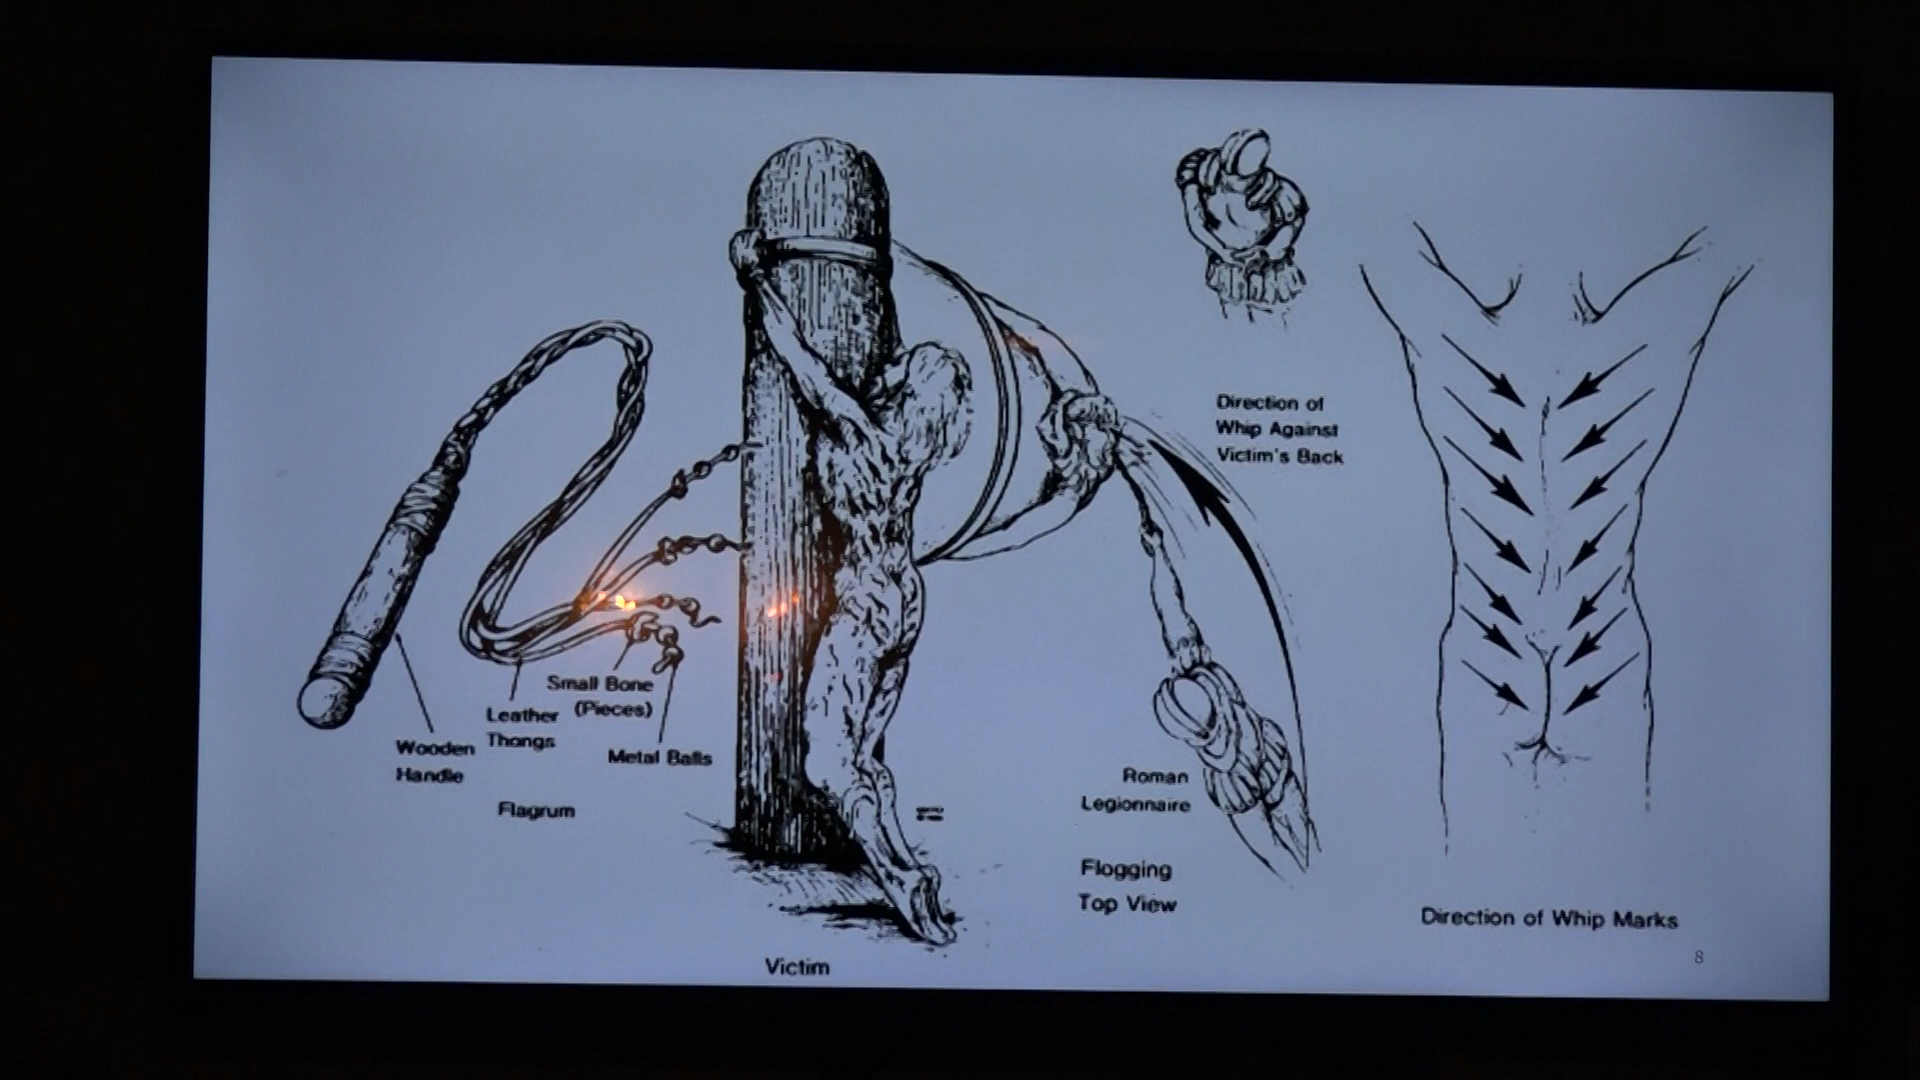 Direction of
Whip Against
Victim's Back
Small Bone
(Pieces)
Leather
Thongs
Wooden
Handle
Metal Balls
Flagrum
Roman
Legionnaire
Flogging
Top View
Direction of Whip Marks
Victim
8